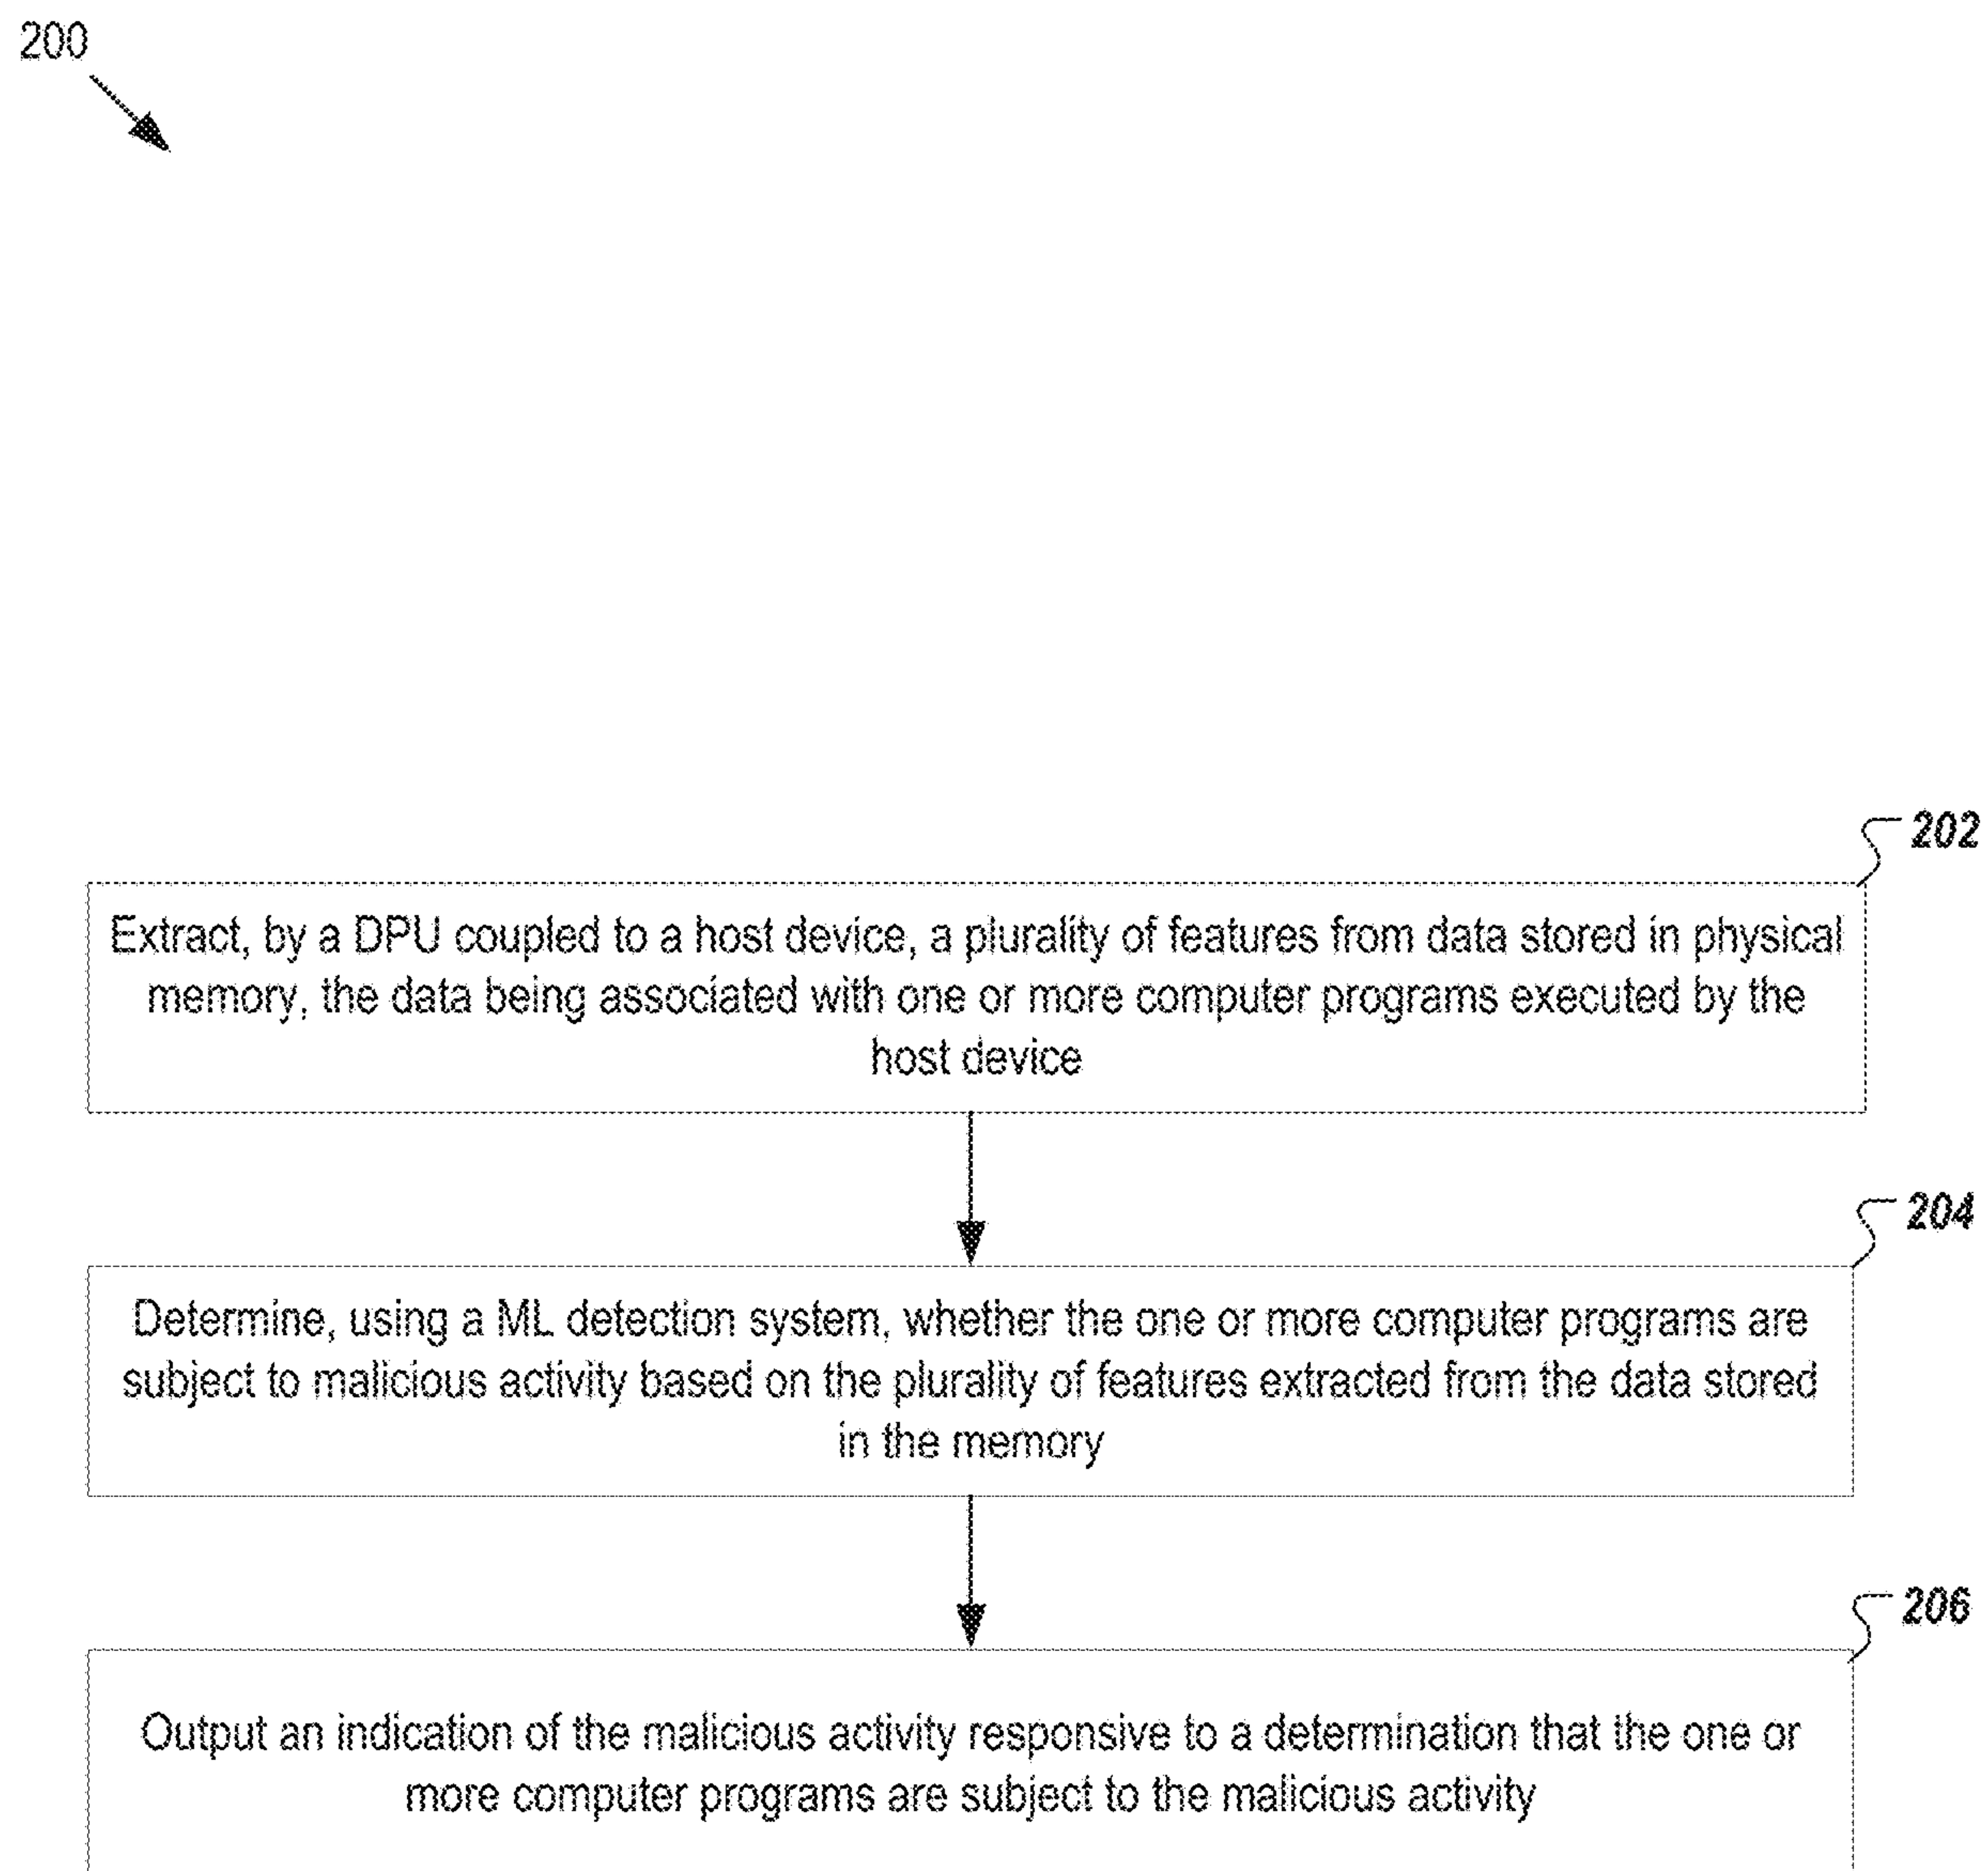 200
202
Extract, by a DPU coupled to a host device, a plurality of features from data stored in physical
memory, the data being associated with one or more computer programs executed by the
host device
204
Determine, using a ML detection system, whether the one or more computer programs are
subject to malicious activity based on the plurality of features extracted from the data stored
in the memory
206
Output an indication of the malicious activity responsive to a determination that the one or
more computer programs are subject to the malicious activity